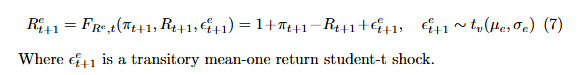 R^e_{t+1} = F_{R^e,t}(π_{t+1}, R_{t+1}, ϵ^e_{t+1}) = 1+π_{t+1}−R_{t+1}+ϵ^e_{t+1}, ϵ^e_{t+1} ∼ t_v(μ_e, σ_e) (7)
Where ϵ^e_{t+1} is a transitory mean-one return student-t shock.